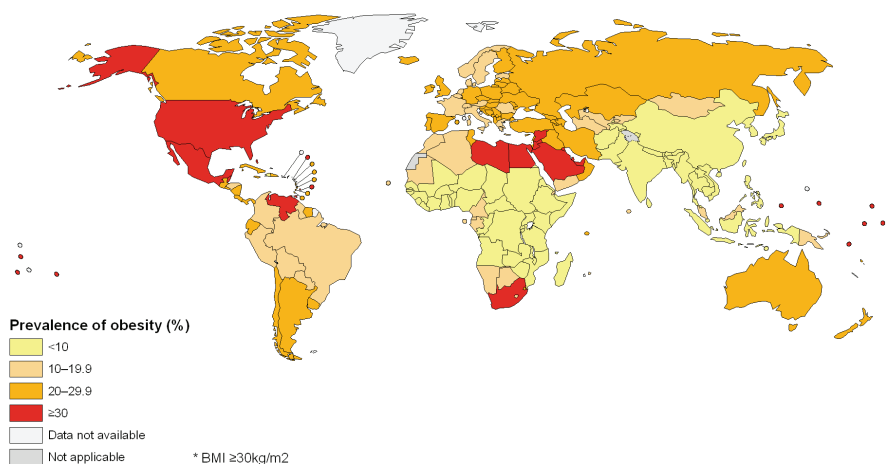 Prevalence of obesity (%)
<10
10–19.9
20–29.9
≥30
Data not available
Not applicable
* BMI ≥30kg/m2